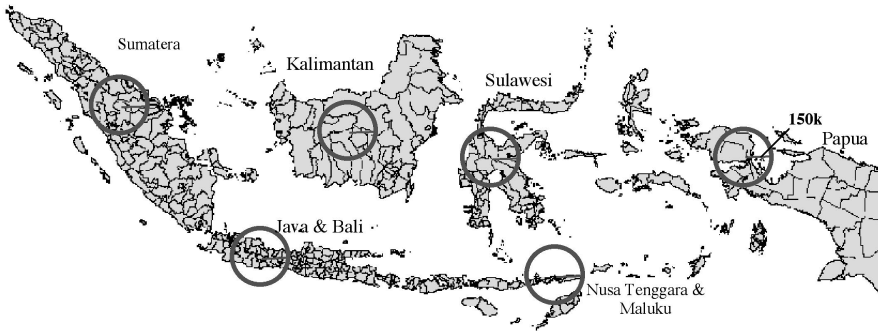 Sumatera
Kalimantan
Sulawesi
150k
Papua
Java & Bali
Nusa Tenggara &
Maluku